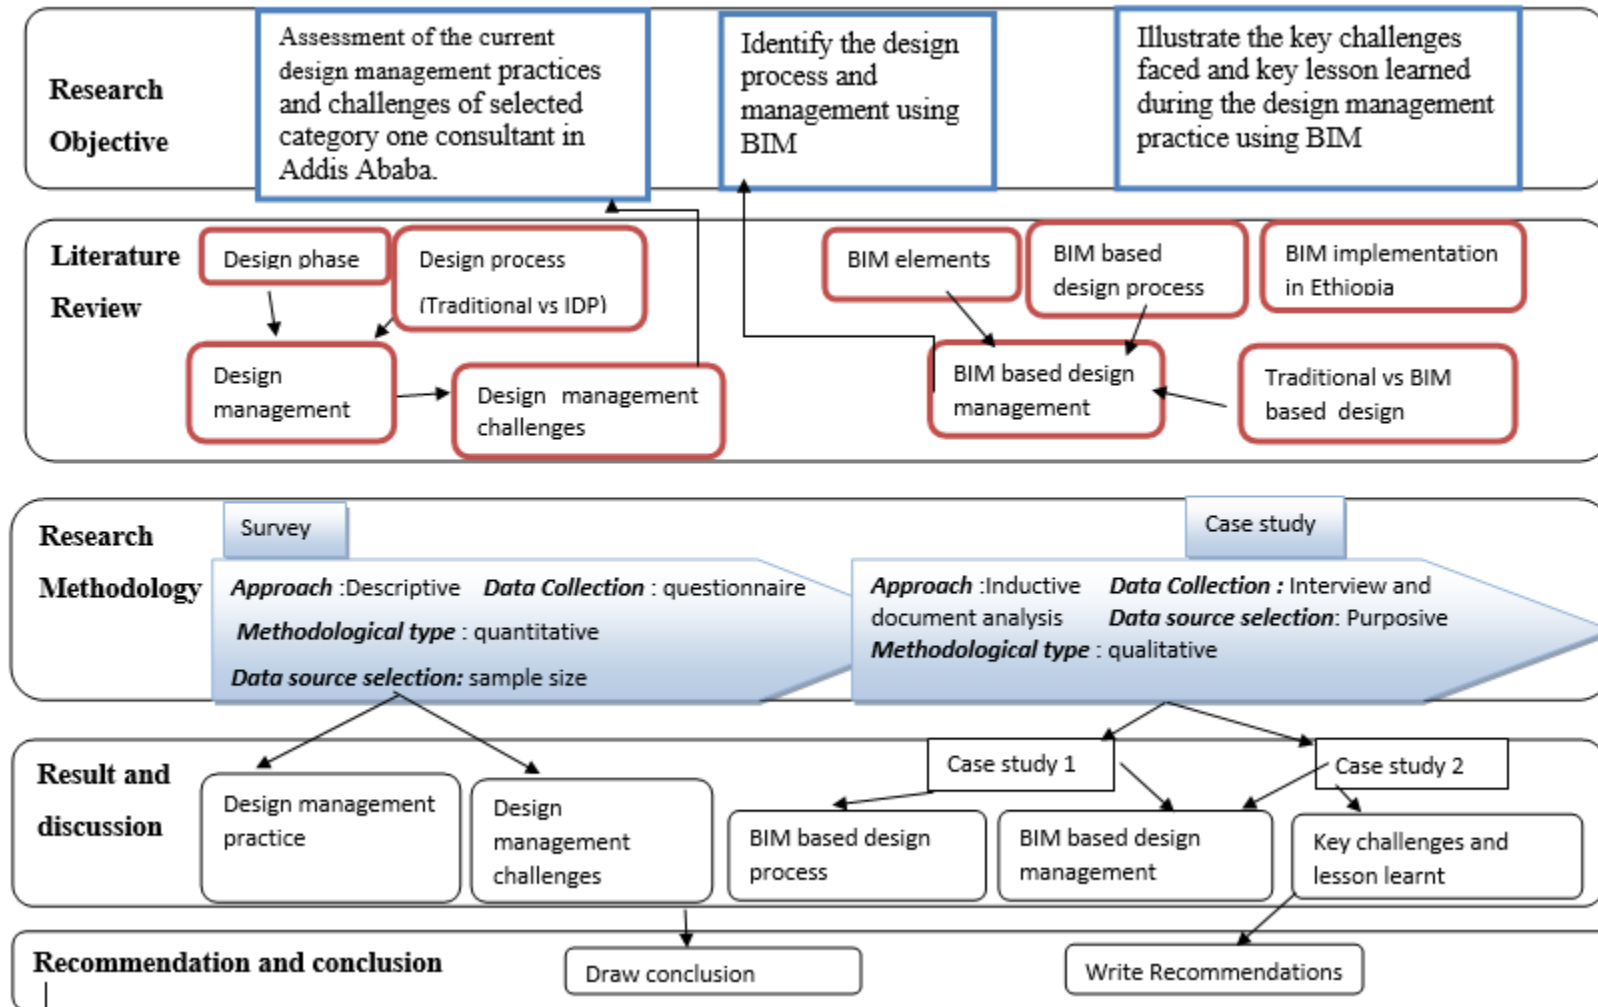 Research
Objective
Assessment of the current
design management practices
and challenges of selected
category one consultant in
Addis Ababa.
Identify the design
process and
management using
BIM
Illustrate the key challenges
faced and key lesson learned
during the design management
practice using BIM
Literature
Review
Design phase
Design process
(Traditional vs IDP)
Design
management
Design management
challenges
BIM elements
BIM based
design process
BIM implementation
in Ethiopia
BIM based design
management
Traditional vs BIM
based design
Research
Methodology
Survey
Approach :Descriptive Data Collection : questionnaire
Methodological type : quantitative
Data source selection: sample size
Case study
Approach :Inductive Data Collection : Interview and
document analysis Data source selection: Purposive
Methodological type : qualitative
Result and
discussion
Design management
practice
Design
management
challenges
Case study 1
Case study 2
BIM based design
process
BIM based design
management
Key challenges and
lesson learnt
Recommendation and conclusion
Draw conclusion
Write Recommendations